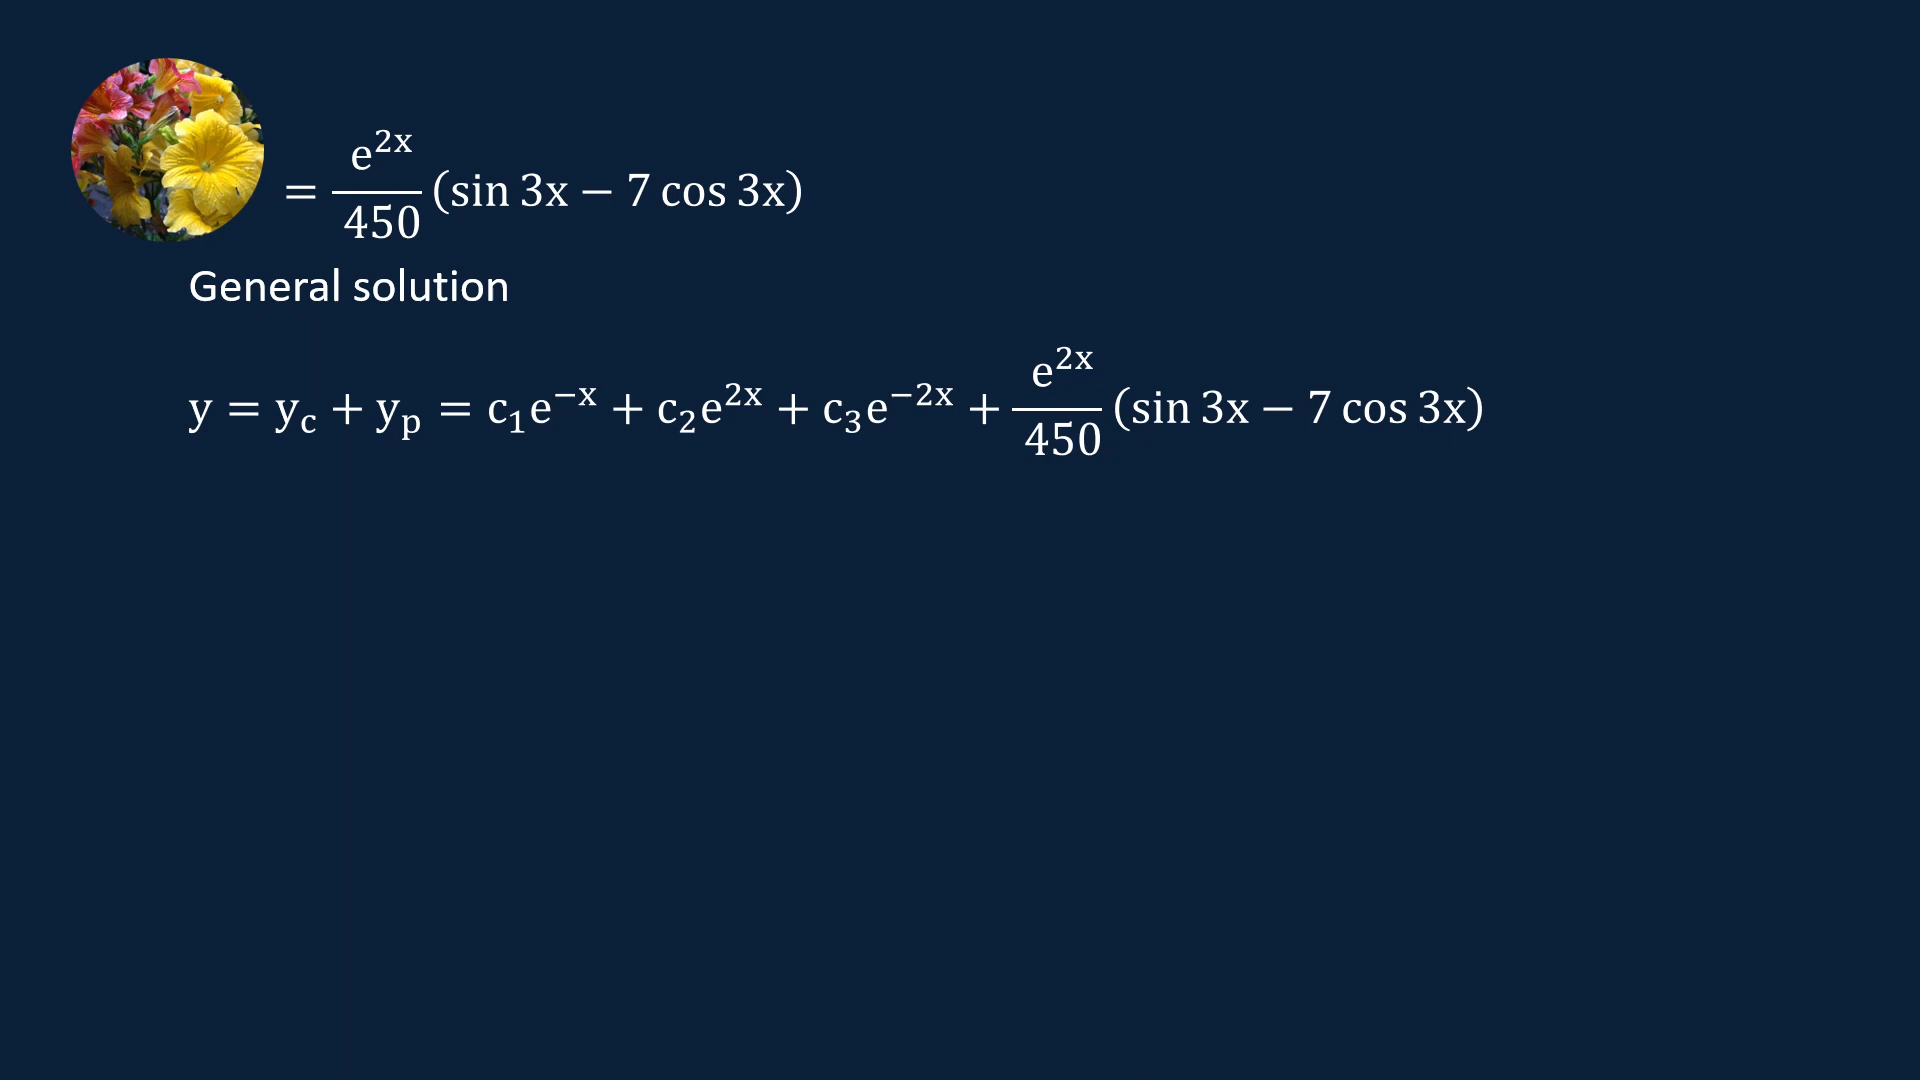 = e^{2x}/450 (sin 3x − 7 cos 3x)
General solution
y = y_c + y_p = c_1e^{−x} + c_2e^{2x} + c_3e^{−2x} + e^{2x}/450 (sin 3x − 7 cos 3x)